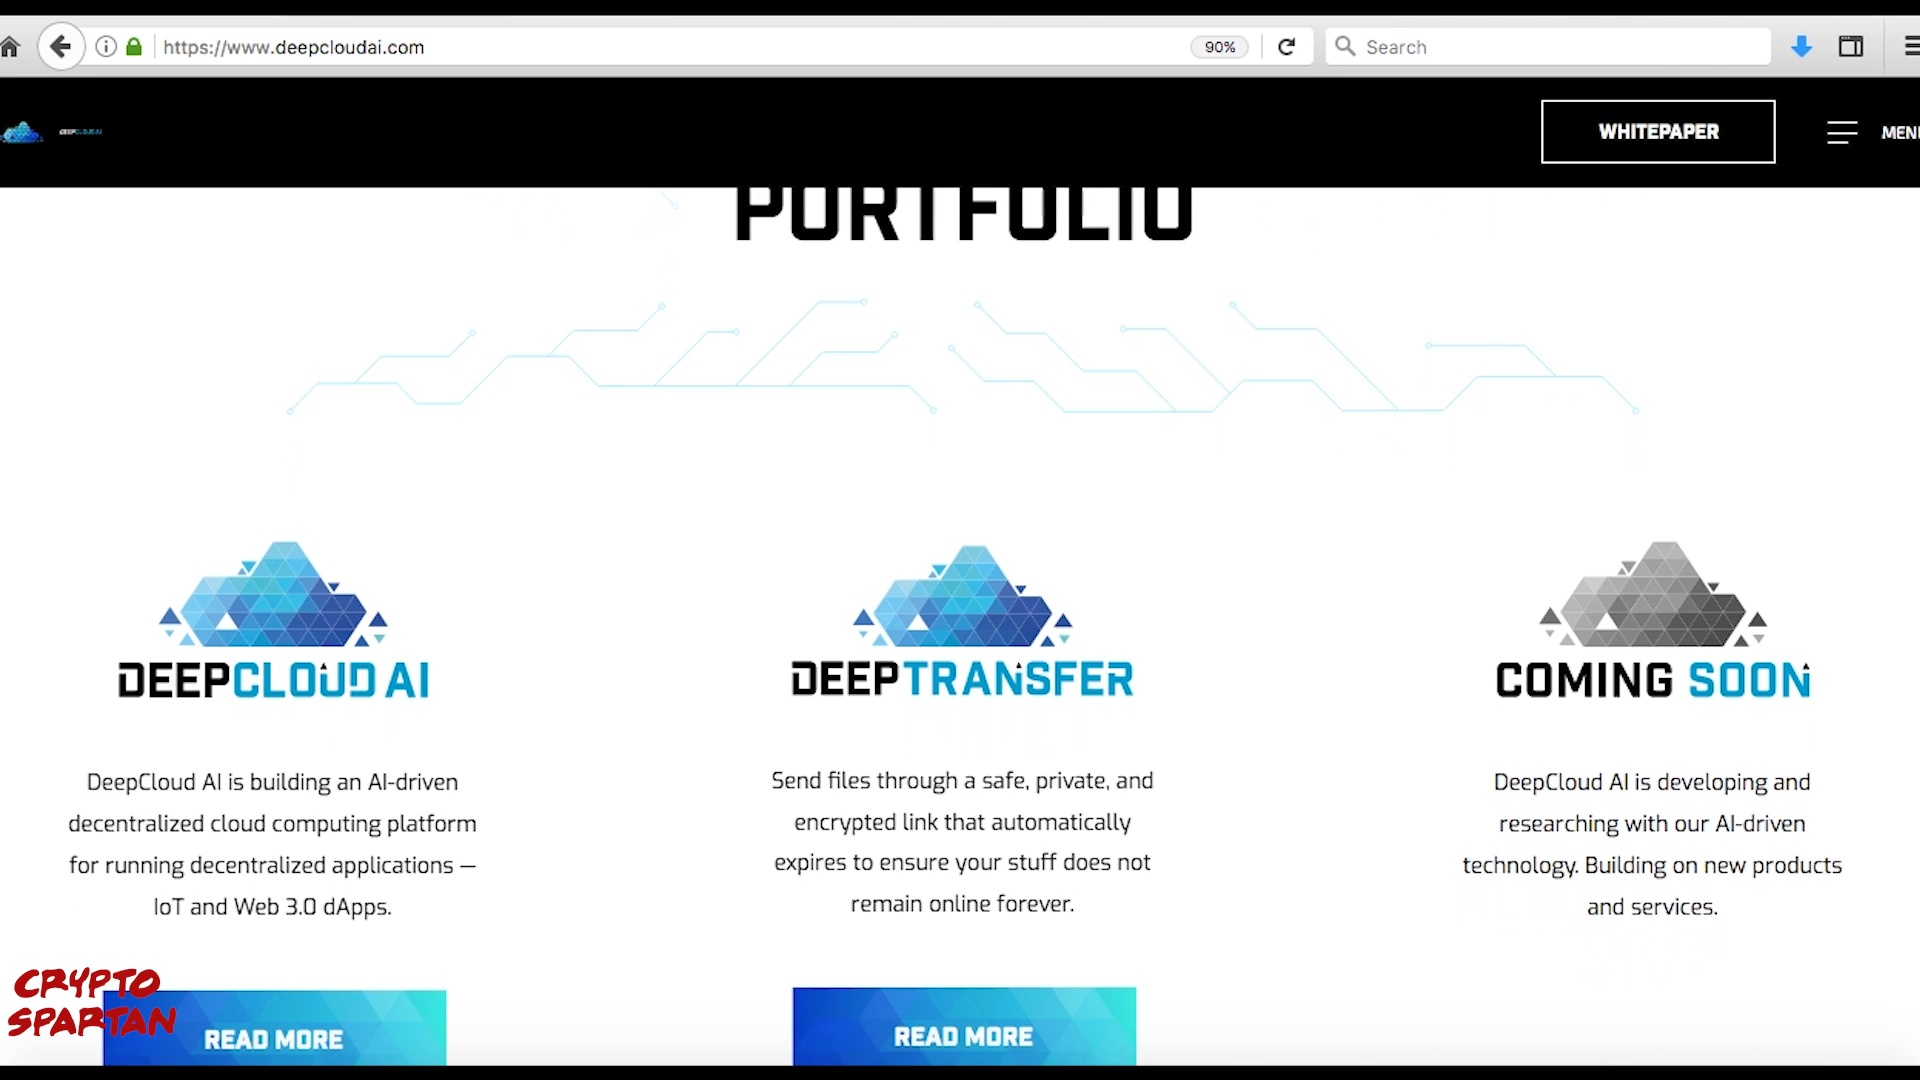 https://www.deepcloudai.com
90%
Search
DEEPCLOUD AI
WHITEPAPER
MENU
PORTFOLIO
DEEPCLOUD AI
DEEPTRANSFER
COMING SOON
DeepCloud AI is building an AI-driven
decentralized cloud computing platform
for running decentralized applications —
IoT and Web 3.0 dApps.
Send files through a safe, private, and
encrypted link that automatically
expires to ensure your stuff does not
remain online forever.
DeepCloud AI is developing and
researching with our AI-driven
technology. Building on new products
and services.
READ MORE
READ MORE
CRYPTO
SPARTAN